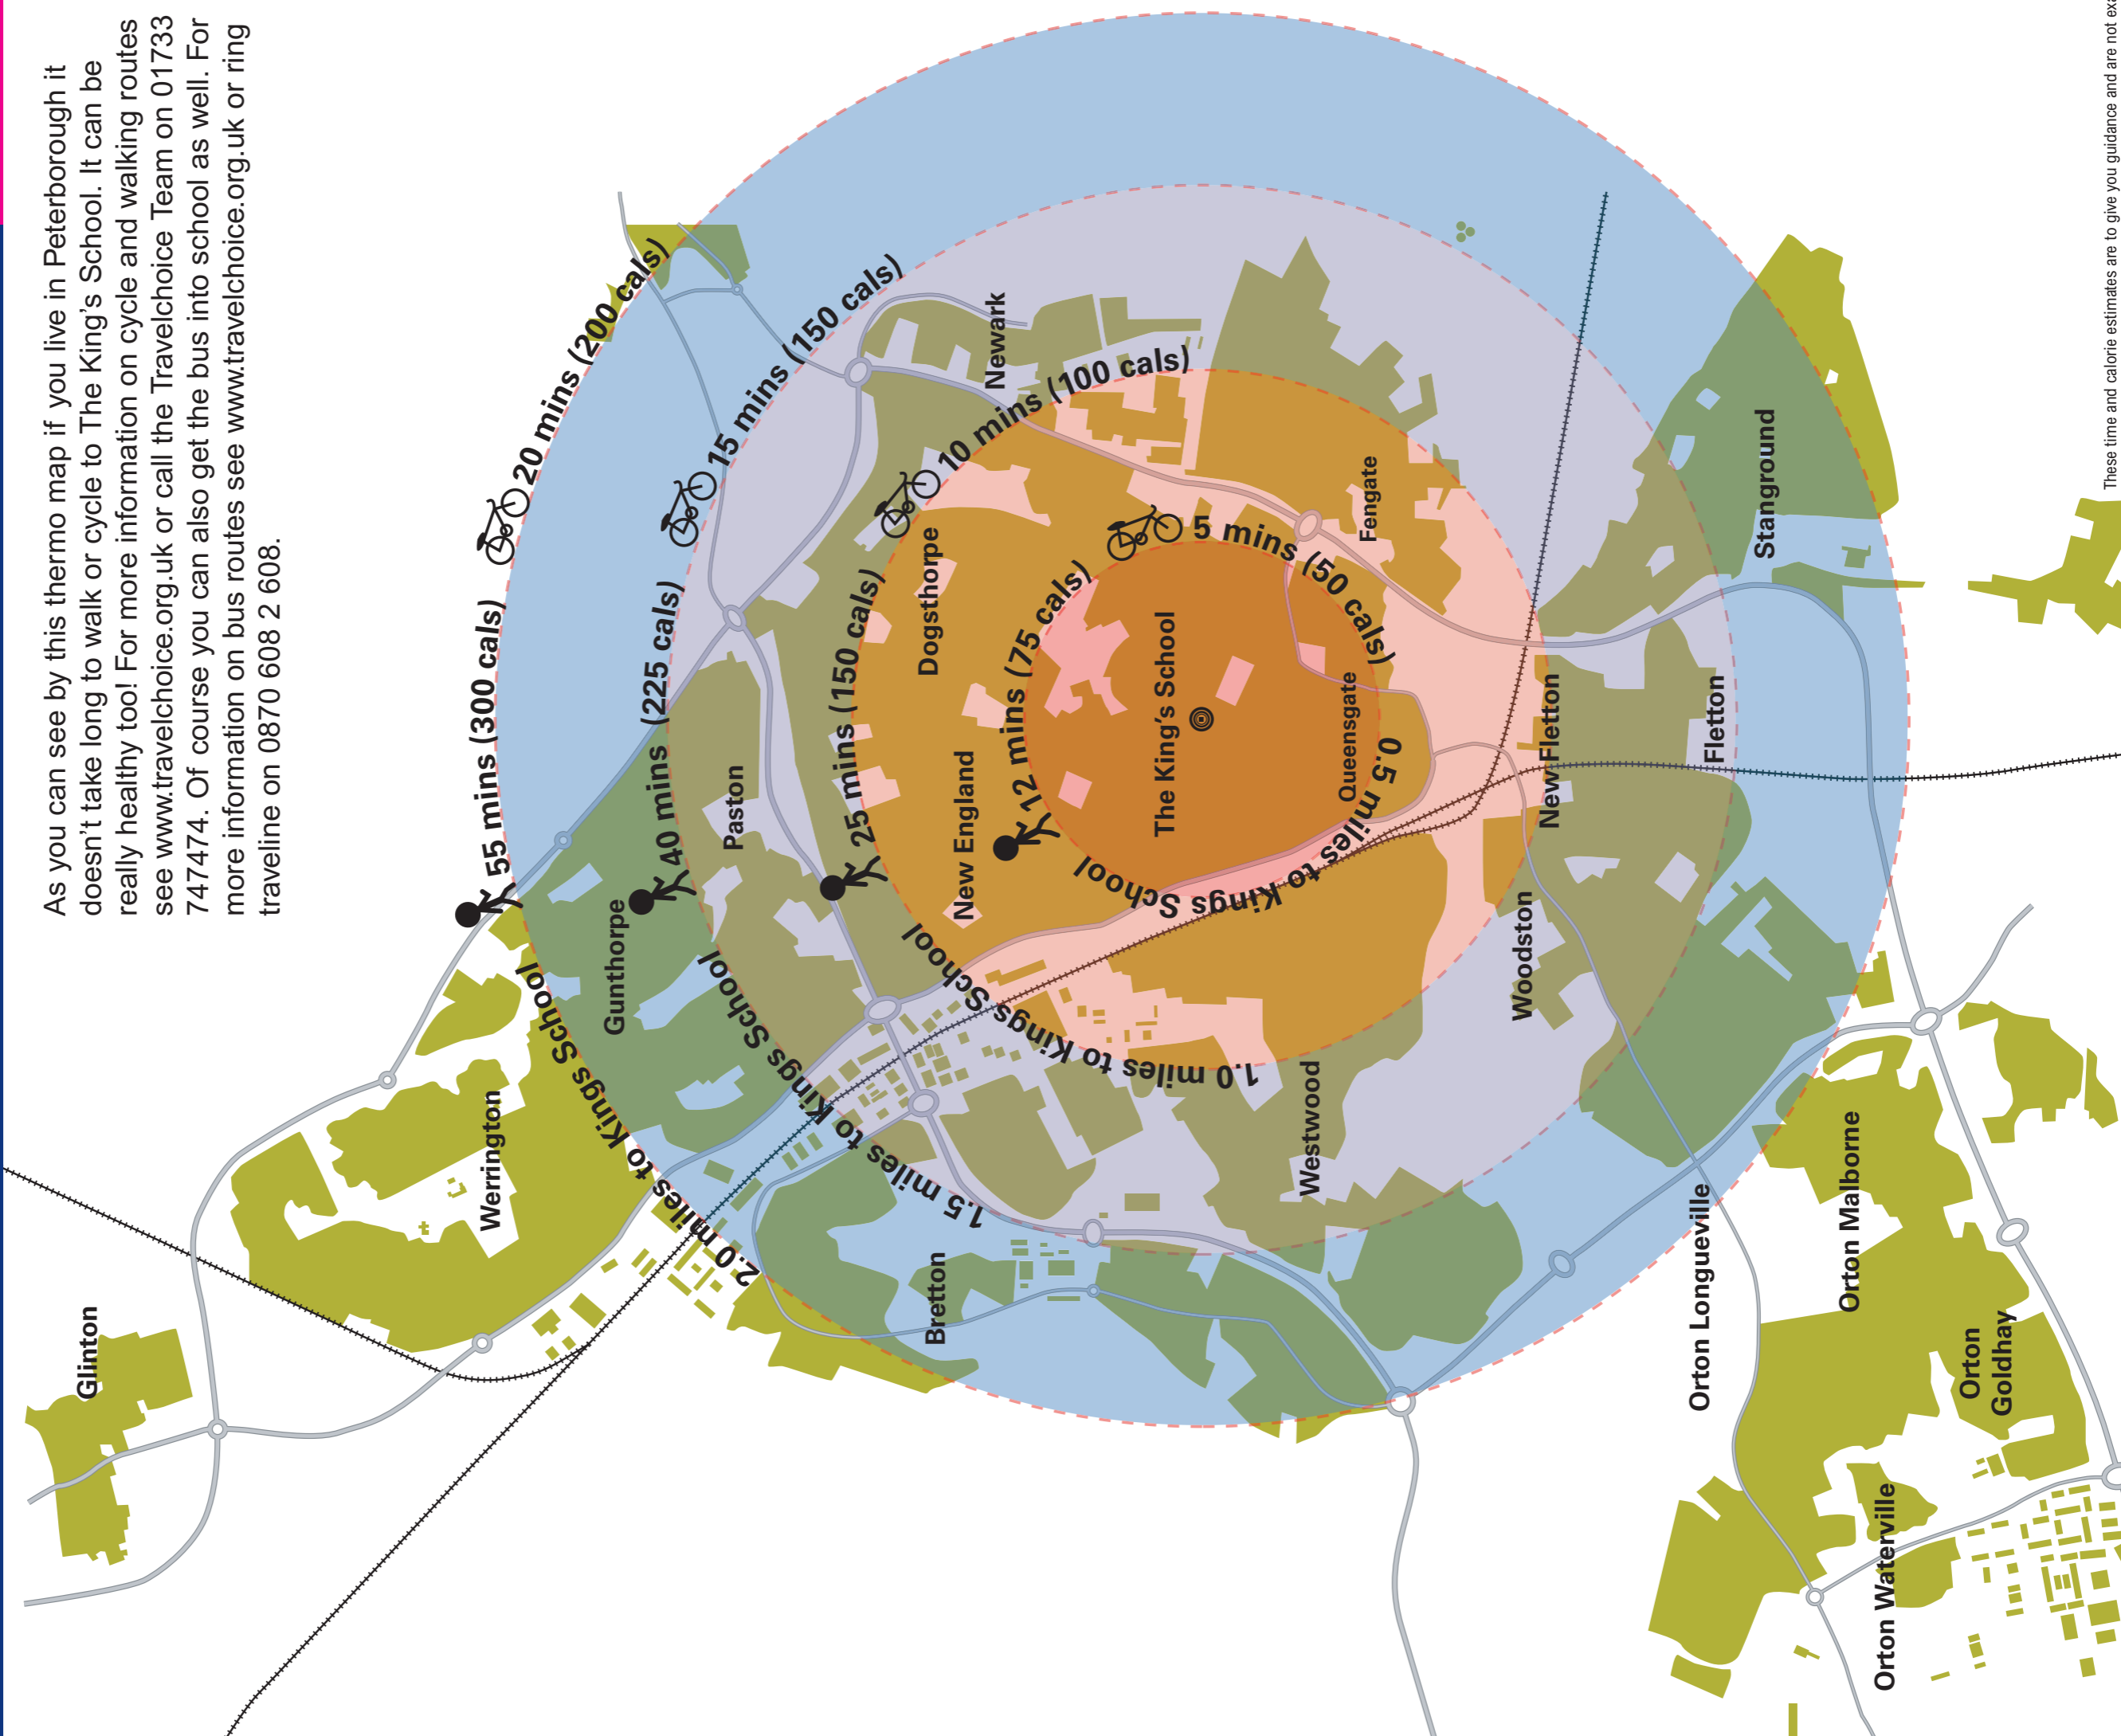 As you can see by this thermo map if you live in Peterborough it
doesn't take long to walk or cycle to The King's School. It can be
really healthy too! For more information on cycle and walking routes
see www.travelchoice.org.uk or call the Travelchoice Team on 01733
747474. Of course you can also get the bus into school as well. For
more information on bus routes see www.travelchoice.org.uk or ring
traveline on 0870 608 2 608.
55 mins (300 cals)
20 mins (200 cals)
40 mins (225 cals)
15 mins (150 cals)
25 mins (150 cals)
10 mins (100 cals)
12 mins (75 cals)
5 mins (50 cals)
2.0 miles to Kings School
1.5 miles to Kings School
1.0 miles to Kings School
0.5 miles to Kings School
Glinton
Werrington
Gunthorpe
Paston
Newark
Dogsthorpe
New England
Bretton
The King's School
Westwood
Queensgate
Fengate
Woodston
New Fletton
Fletton
Stanground
Orton Longueville
Orton Malborne
Orton
Goldhay
Orton Waterville
These time and calorie estimates are to give you guidance and are not